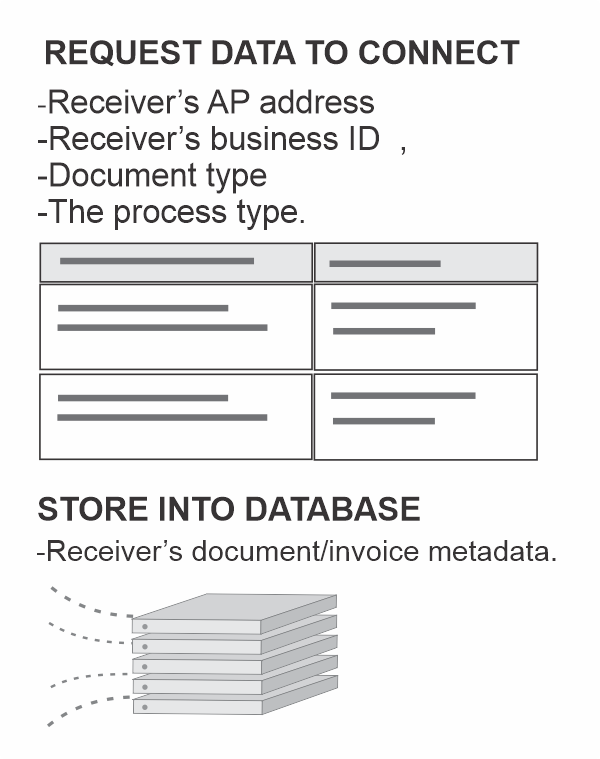 REQUEST DATA TO CONNECT
-Receiver’s AP address
-Receiver’s business ID  ,
-Document type
-The process type.
STORE INTO DATABASE
-Receiver’s document/invoice metadata.